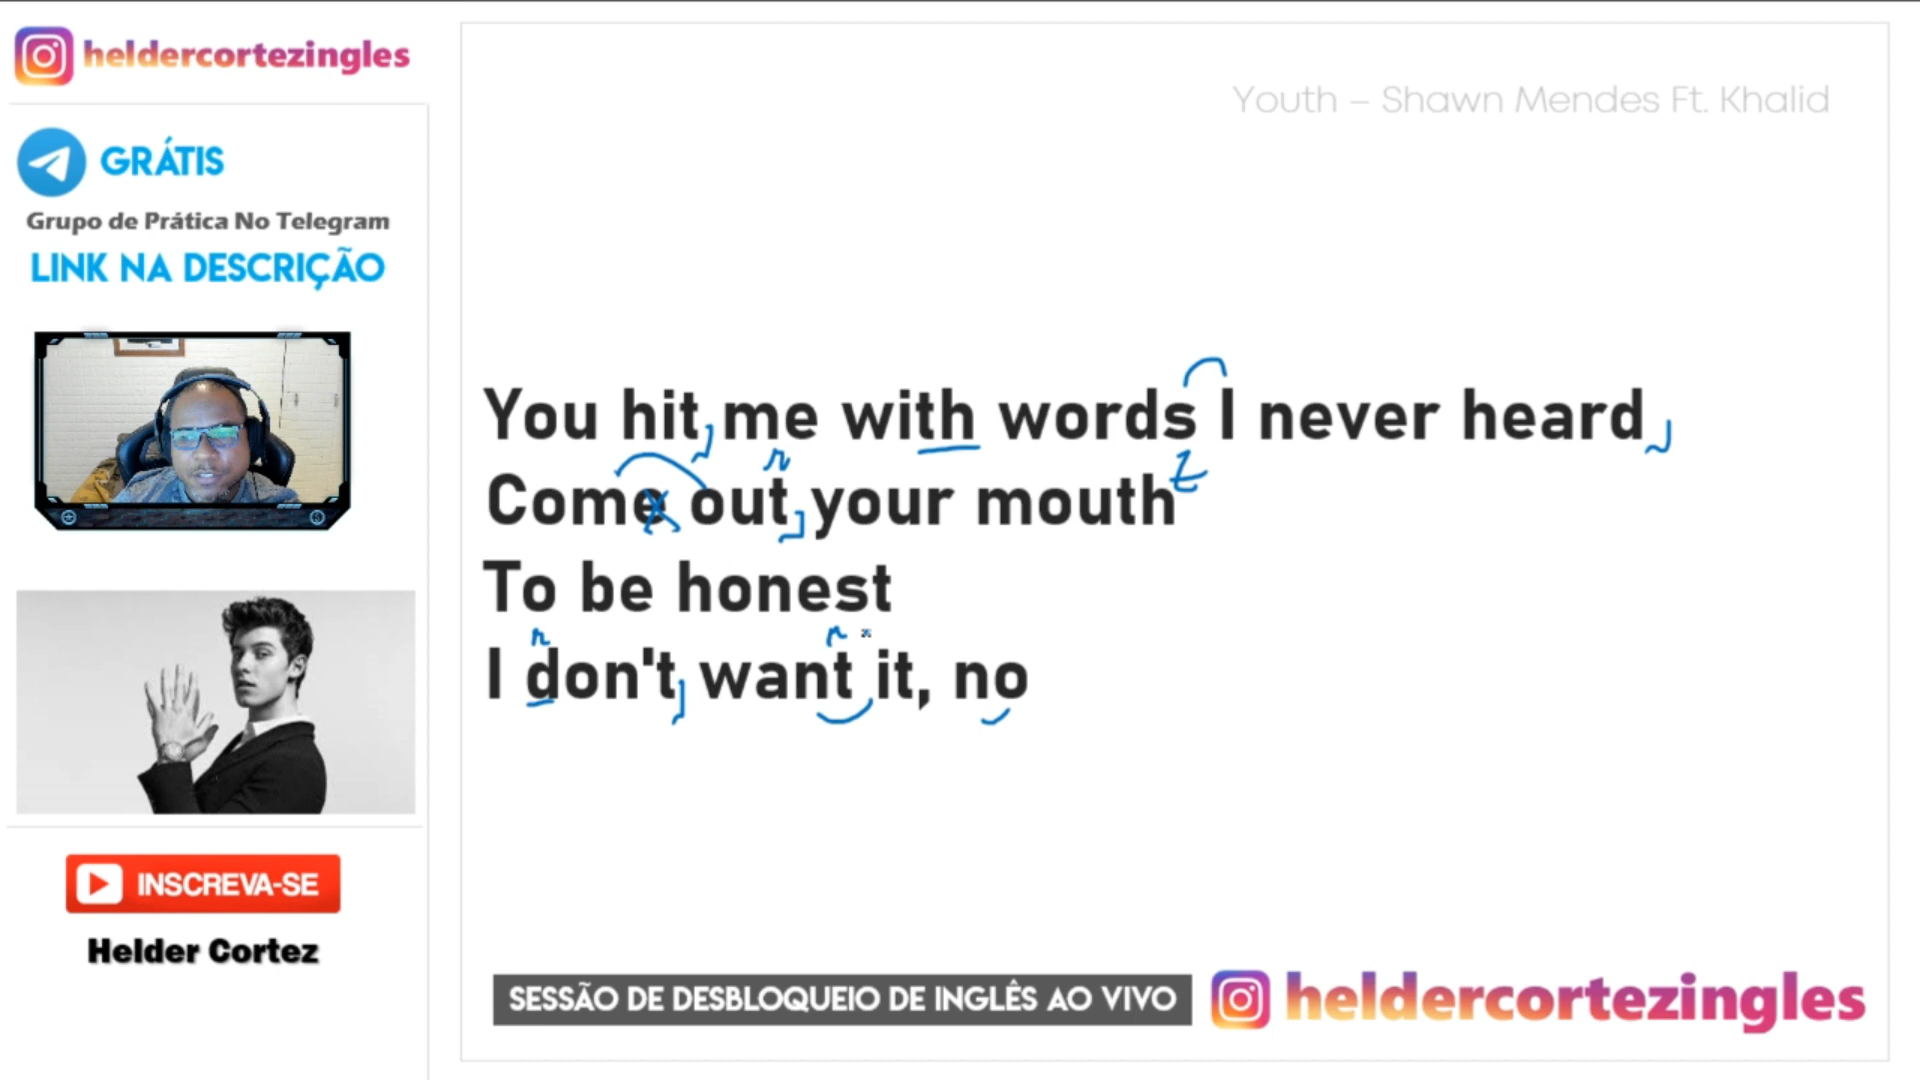 heldercortezingles
GRÁTIS
Grupo de Prática No Telegram
LINK NA DESCRIÇÃO
INSCREVA-SE
Helder Cortez
Youth – Shawn Mendes Ft. Khalid
You hit me with words I never heard
Come out your mouth
To be honest
I don't want it, no
SESSÃO DE DESBLOQUEIO DE INGLÊS AO VIVO
heldercortezingles